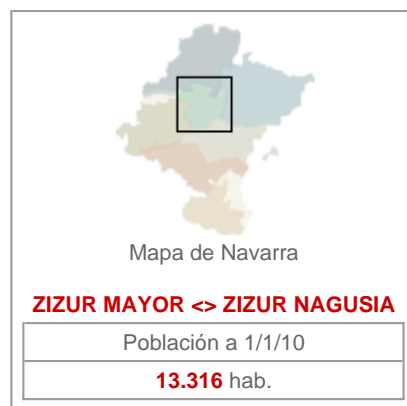 Mapa de Navarra
ZIZUR MAYOR <> ZIZUR NAGUSIA
Población a 1/1/10
13.316 hab.